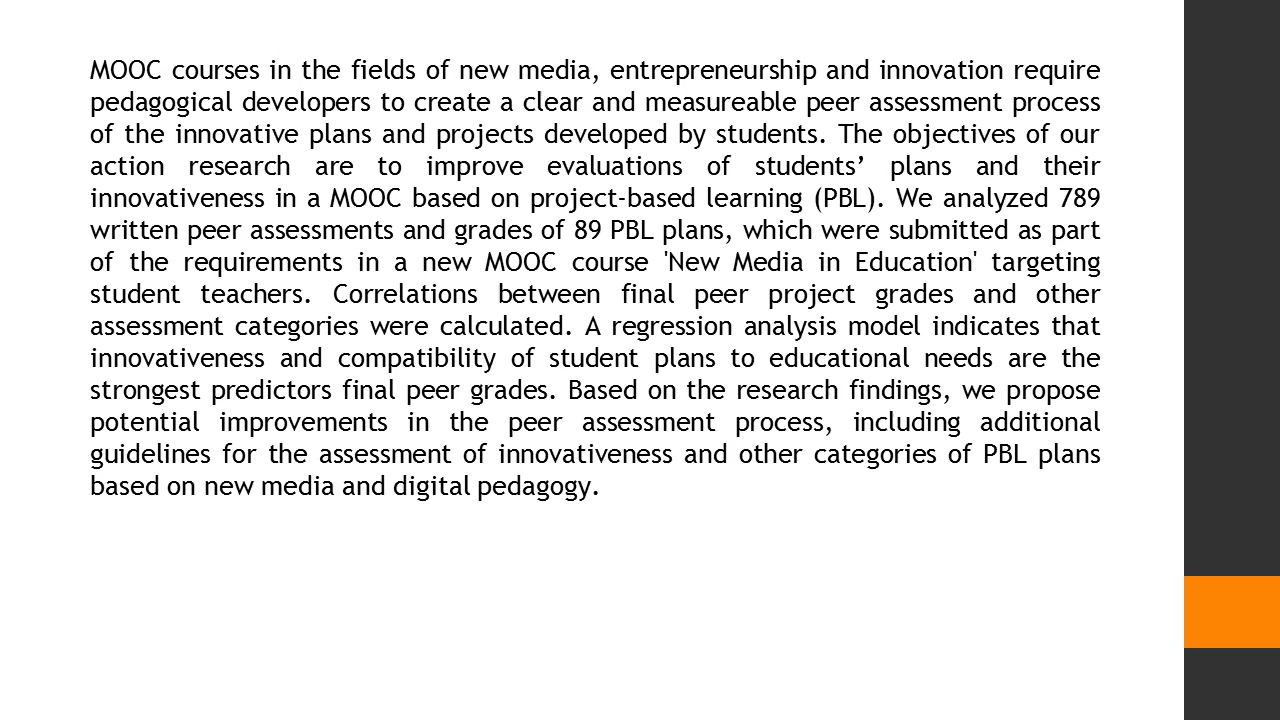 MOOC courses in the fields of new media, entrepreneurship and innovation require
pedagogical developers to create a clear and measureable peer assessment process
of the innovative plans and projects developed by students. The objectives of our
action research are to improve evaluations of students’ plans and their
innovativeness in a MOOC based on project-based learning (PBL). We analyzed 789
written peer assessments and grades of 89 PBL plans, which were submitted as part
of the requirements in a new MOOC course 'New Media in Education' targeting
student teachers. Correlations between final peer project grades and other
assessment categories were calculated. A regression analysis model indicates that
innovativeness and compatibility of student plans to educational needs are the
strongest predictors final peer grades. Based on the research findings, we propose
potential improvements in the peer assessment process, including additional
guidelines for the assessment of innovativeness and other categories of PBL plans
based on new media and digital pedagogy.